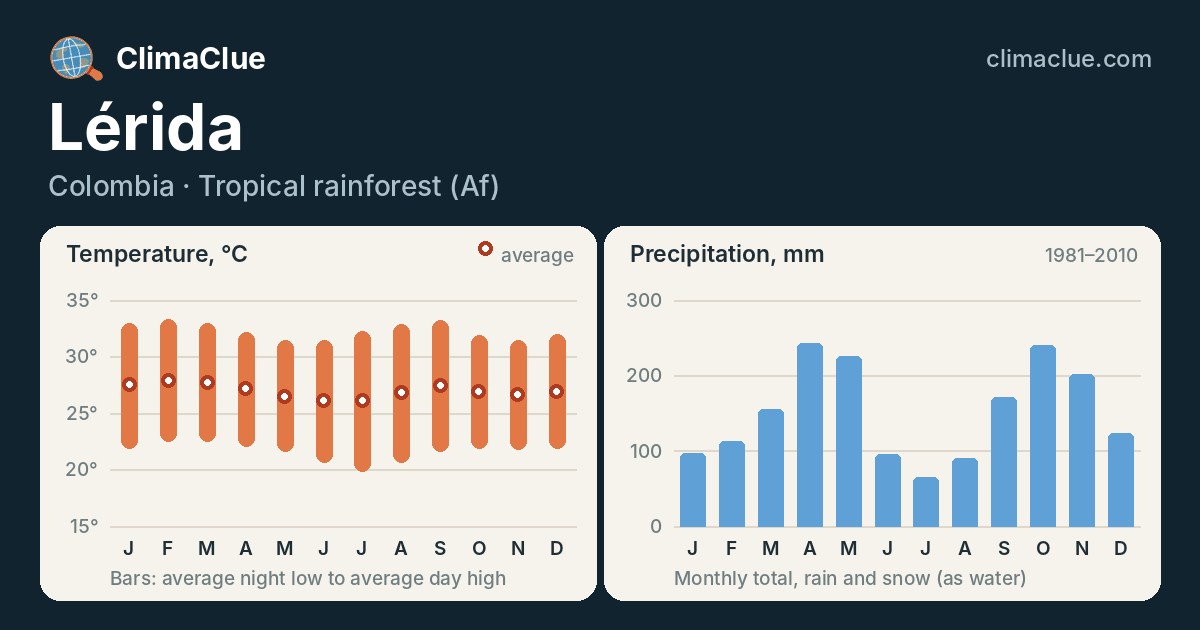 ClimaClue
climaclue.com
Lérida
Colombia · Tropical rainforest (Af)
Temperature, °C
average
35°
30°
25°
20°
15°
J F M A M J J A S O N D
Bars: average night low to average day high
Precipitation, mm
1981–2010
300
200
100
0
J F M A M J J A S O N D
Monthly total, rain and snow (as water)